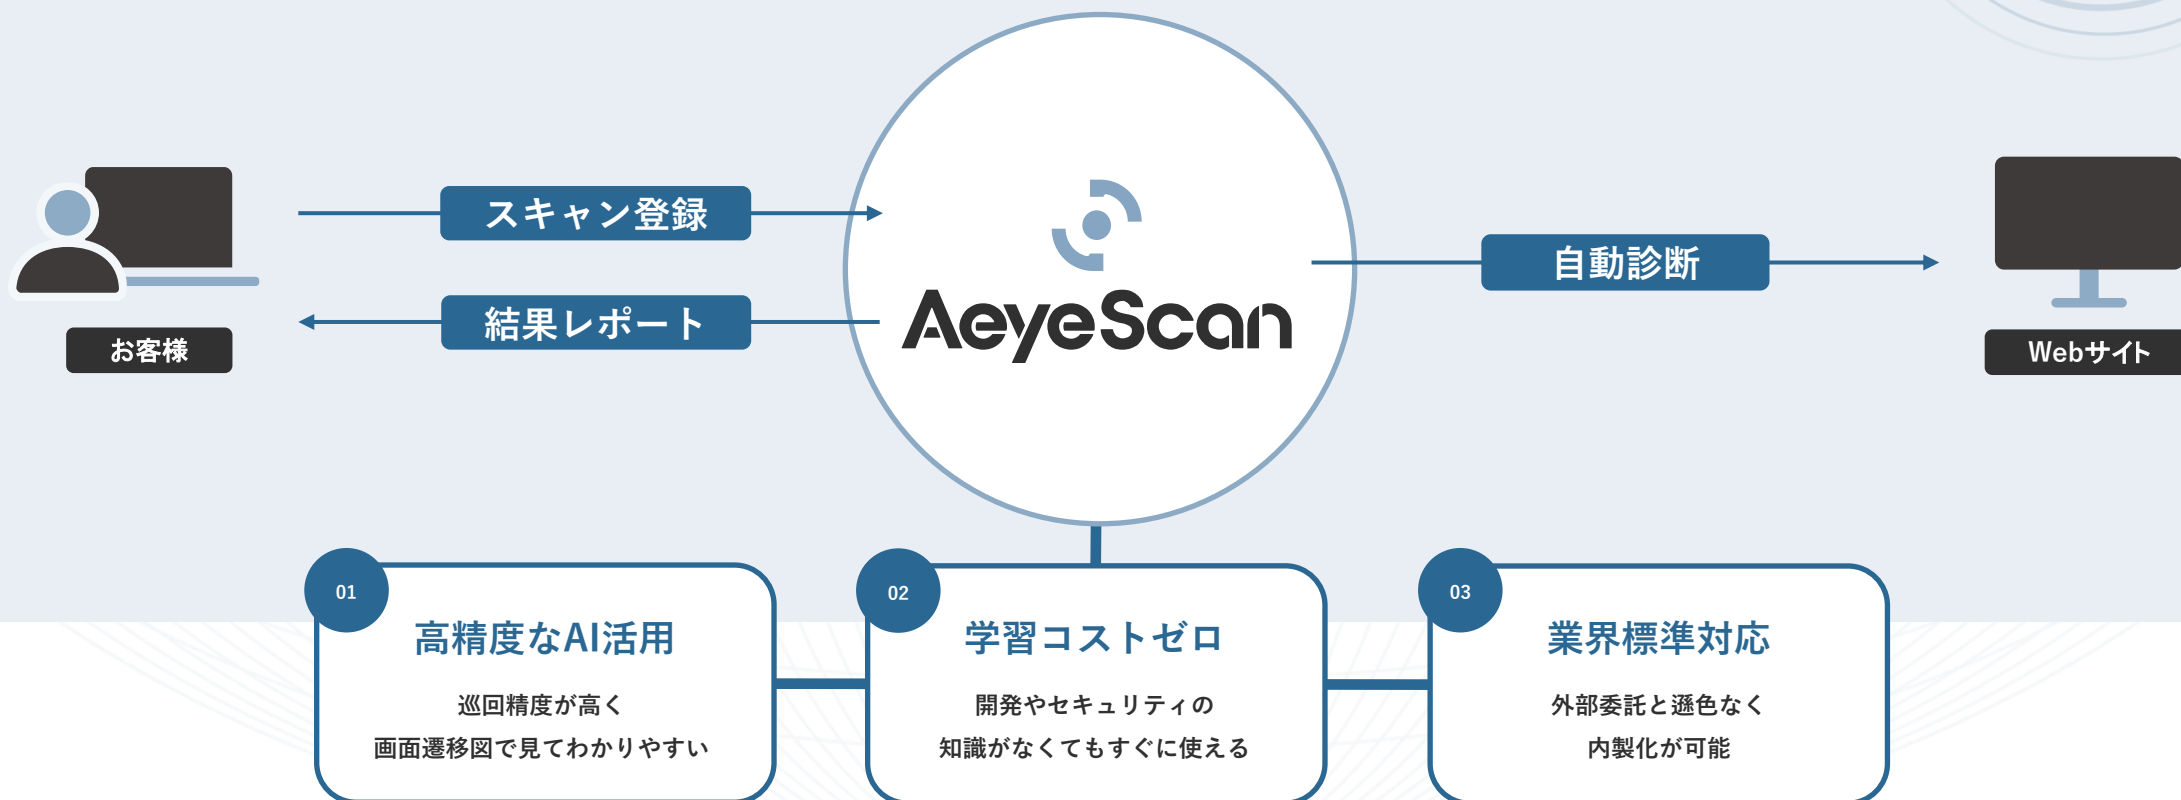 スキャン登録
結果レポート
お客様
AeyeScan
自動診断
Webサイト
01
高精度なAI活用
巡回精度が高く
画面遷移図で見てわかりやすい
02
学習コストゼロ
開発やセキュリティの
知識がなくてもすぐに使える
03
業界標準対応
外部委託と遜色なく
内製化が可能